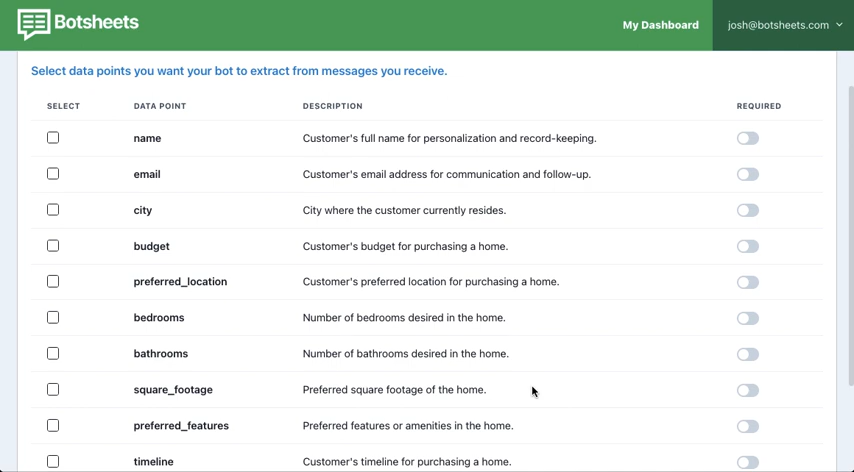 Botsheets
My Dashboard
josh@botsheets.com
Select data points you want your bot to extract from messages you receive.
SELECT DATA POINT DESCRIPTION REQUIRED
name Customer's full name for personalization and record-keeping.
email Customer's email address for communication and follow-up.
city City where the customer currently resides.
budget Customer's budget for purchasing a home.
preferred_location Customer's preferred location for purchasing a home.
bedrooms Number of bedrooms desired in the home.
bathrooms Number of bathrooms desired in the home.
square_footage Preferred square footage of the home.
preferred_features Preferred features or amenities in the home.
timeline Customer's timeline for purchasing a home.